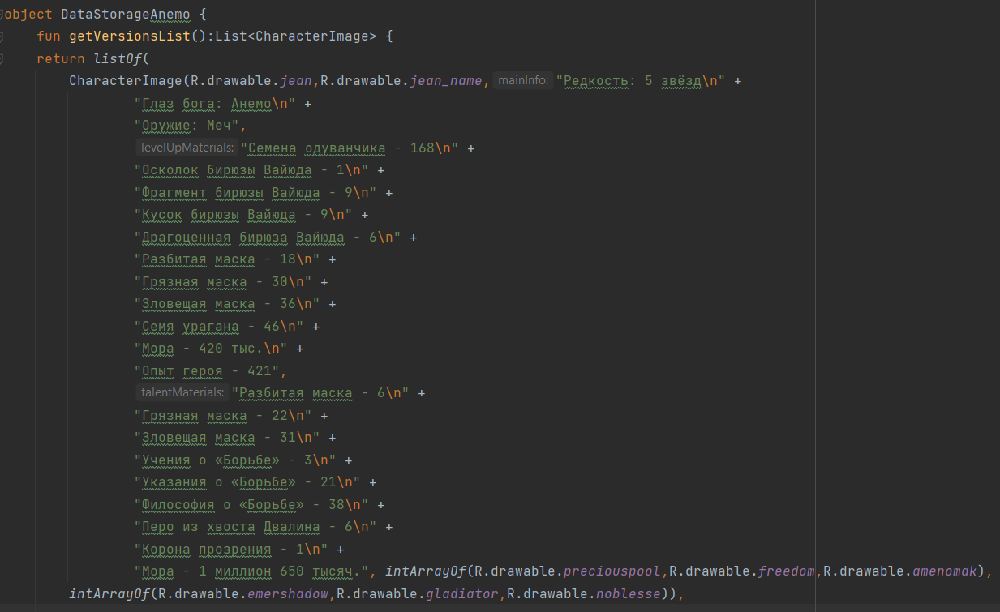 object DataStorageAnemo {
fun getVersionsList():List<CharacterImage> {
return listOf(
CharacterImage(R.drawable.jean,R.drawable.jean_name, mainInfo: "Редкость: 5 звёзд\n" +
"Глаз бога: Анемо\n" +
"Оружие: Меч",
levelUpMaterials: "Семена одуванчика - 168\n" +
"Осколок бирюзы Вайюда - 1\n" +
"Фрагмент бирюзы Вайюда - 9\n" +
"Кусок бирюзы Вайюда - 9\n" +
"Драгоценная бирюза Вайюда - 6\n" +
"Разбитая маска - 18\n" +
"Грязная маска - 30\n" +
"Зловещая маска - 36\n" +
"Семя урагана - 46\n" +
"Мора - 420 тыс.\n" +
"Опыт героя - 421",
talentMaterials: "Разбитая маска - 6\n" +
"Грязная маска - 22\n" +
"Зловещая маска - 31\n" +
"Учения о «Борьбе» - 3\n" +
"Указания о «Борьбе» - 21\n" +
"Философия о «Борьбе» - 38\n" +
"Перо из хвоста Двалина - 6\n" +
"Корона прозрения - 1\n" +
"Мора - 1 миллион 650 тысяч.", intArrayOf(R.drawable.preciouspool,R.drawable.freedom,R.drawable.amenomak),
intArrayOf(R.drawable.emershadow,R.drawable.gladiator,R.drawable.noblesse)),